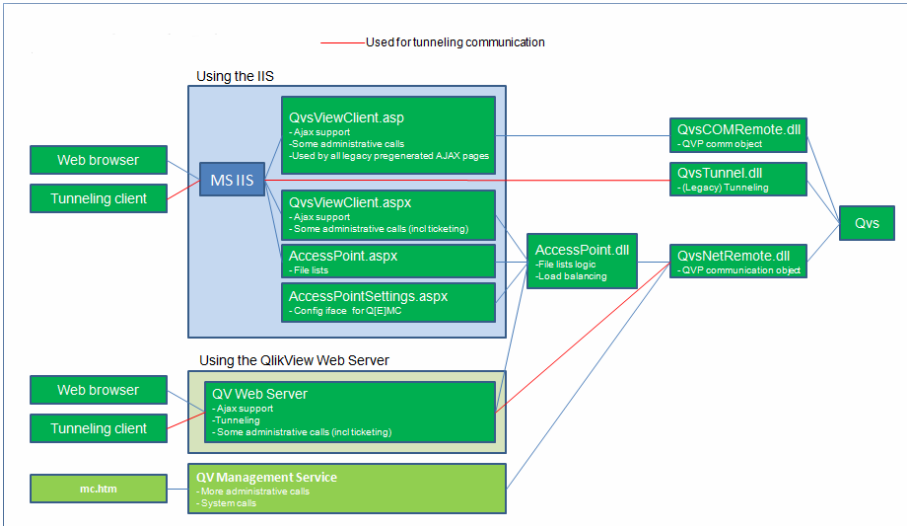 Used for tunneling communication
Using the IIS
QvsViewClient.asp
- Ajax support
- Some administrative calls
-Used by all legacy pregenerated AJAX pages
QvsCOMRemote.dll
- QVP comm object
Web browser
MS IIS
QvsTunnel.dll
- (Legacy) Tunneling
Tunneling client
QvsViewClient.aspx
- Ajax support
- Some administrative calls (incl ticketing)
Qvs
AccessPoint.aspx
- File lists
AccessPoint.dll
-File lists logic
-Load balancing
QvsNetRemote.dll
- QVP communication object
AccessPointSettings.aspx
- Config iface for Q[E]MC
Using the QlikView Web Server
Web browser
QV Web Server
- Ajax support
-Tunneling
- Some administrative calls (incl ticketing)
Tunneling client
mc.htm
QV Management Service
- More administrative calls
- System calls